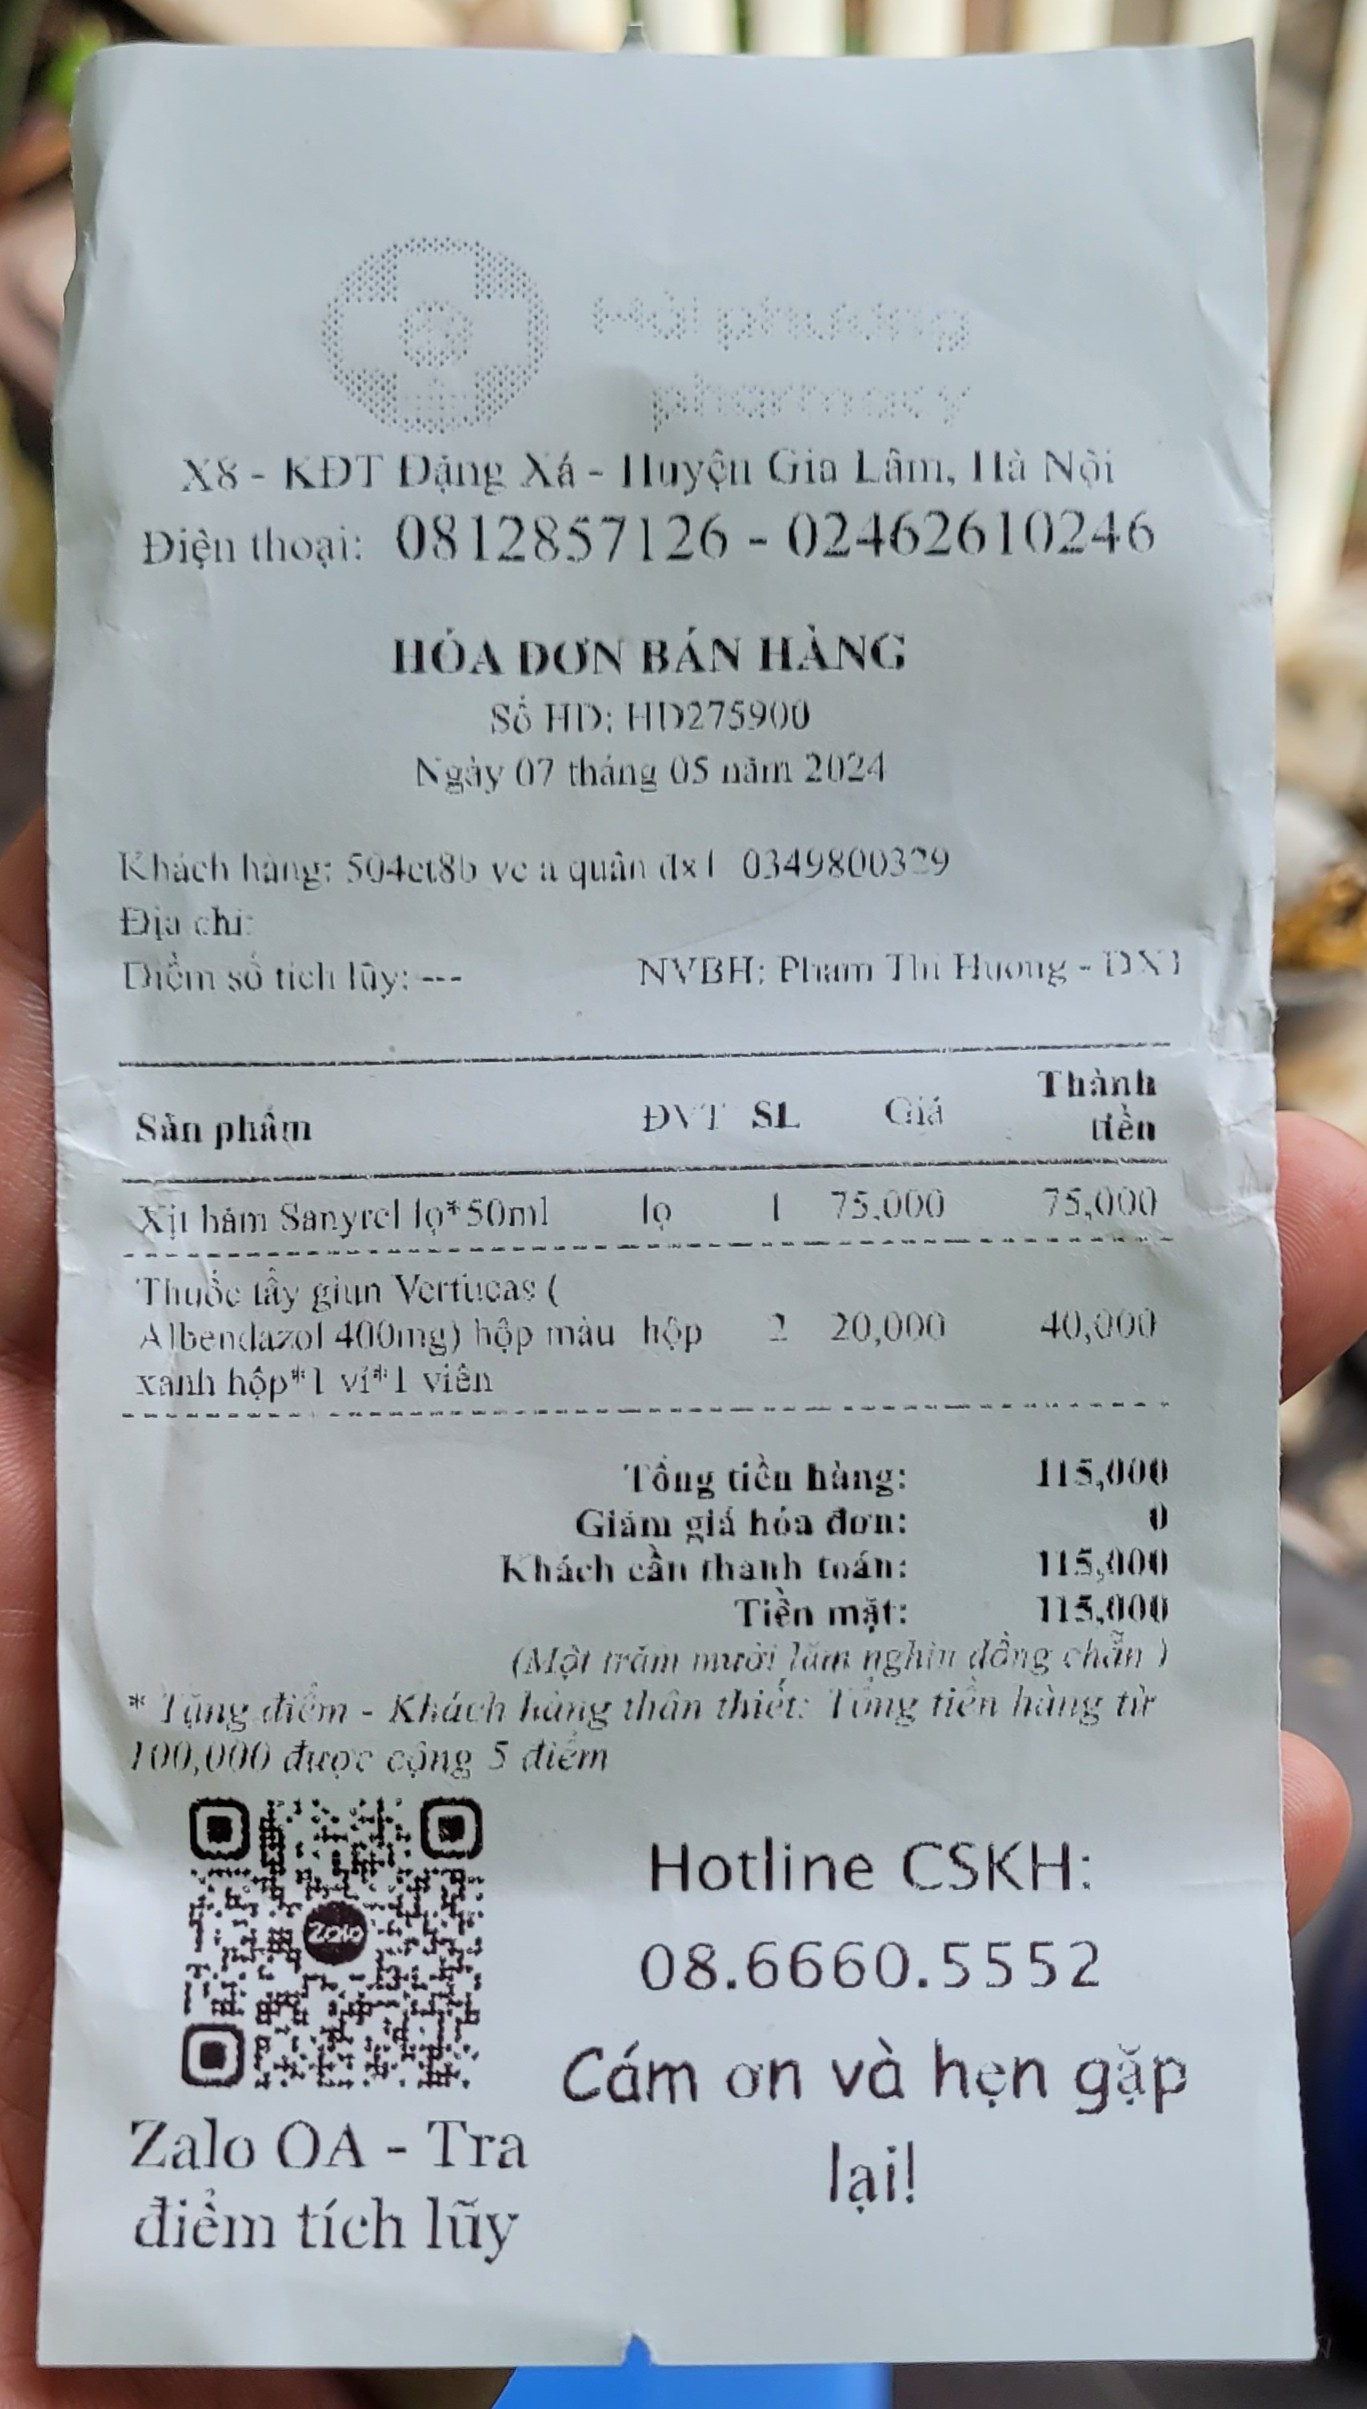 Hải phương
pharmacy
X8 - KĐT Đặng Xá - Huyện Gia Lâm, Hà Nội
Điện thoại: 0812857126 - 02462610246
HÓA ĐƠN BÁN HÀNG
Số HD: HD275900
Ngày 07 tháng 05 năm 2024
Khách hàng: 504ct8b vc a quân dx1 0349800329
Địa chỉ:
Điểm số tích lũy: ---
NVBH: Phạm Thị Hương - DX1
Sản phẩm ĐVT SL Giá Thành tiền
Xịt hăm Sanyrel lọ*50ml lọ 1 75,000 75,000
Thuốc tẩy giun Vertucas (
Albendazol 400mg) hộp màu hộp 2 20,000 40,000
xanh hộp*1 vỉ*1 viên
Tổng tiền hàng: 115,000
Giảm giá hóa đơn: 0
Khách cần thanh toán: 115,000
Tiền mặt: 115,000
(Một trăm mười lăm nghìn đồng chẵn )
* Tặng điểm - Khách hàng thân thiết: Tổng tiền hàng từ
100,000 được cộng 5 điểm
Zalo
Zalo OA - Tra
điểm tích lũy
Hotline CSKH:
08.6660.5552
Cám ơn và hẹn gặp
lại!